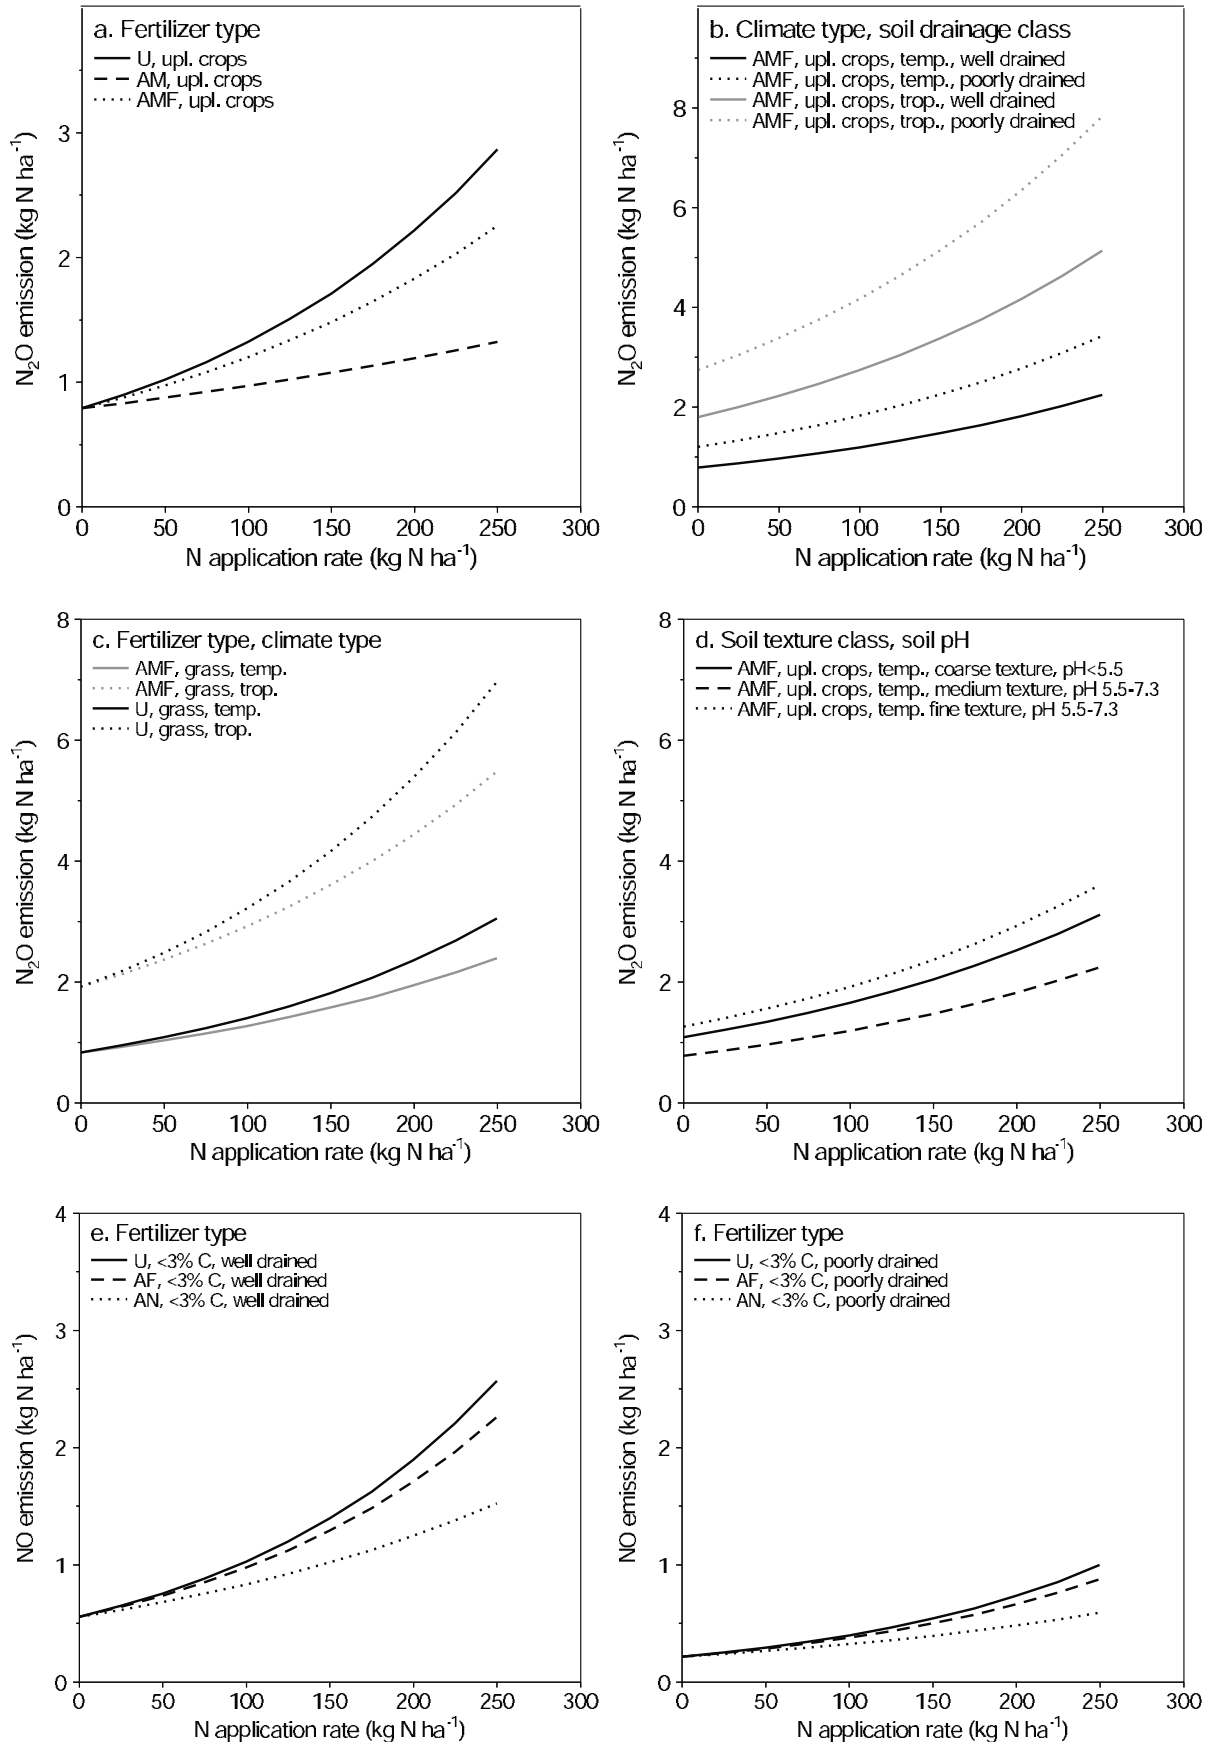 a. Fertilizer type
U, upl. crops
AM, upl. crops
AMF, upl. crops
3
2
1
0
0 50 100 150 200 250 300
N₂O emission (kg N ha⁻¹)
N application rate (kg N ha⁻¹)
b. Climate type, soil drainage class
AMF, upl. crops, temp., well drained
AMF, upl. crops, temp., poorly drained
AMF, upl. crops, trop., well drained
AMF, upl. crops, trop., poorly drained
8
6
4
2
0
0 50 100 150 200 250 300
N₂O emission (kg N ha⁻¹)
N application rate (kg N ha⁻¹)
c. Fertilizer type, climate type
AMF, grass, temp.
AMF, grass, trop.
U, grass, temp.
U, grass, trop.
8
6
4
2
0
0 50 100 150 200 250 300
N₂O emission (kg N ha⁻¹)
N application rate (kg N ha⁻¹)
d. Soil texture class, soil pH
AMF, upl. crops, temp., coarse texture, pH<5.5
AMF, upl. crops, temp., medium texture, pH 5.5-7.3
AMF, upl. crops, temp. fine texture, pH 5.5-7.3
8
6
4
2
0
0 50 100 150 200 250 300
N₂O emission (kg N ha⁻¹)
N application rate (kg N ha⁻¹)
e. Fertilizer type
U, <3% C, well drained
AF, <3% C, well drained
AN, <3% C, well drained
4
3
2
1
0
0 50 100 150 200 250 300
NO emission (kg N ha⁻¹)
N application rate (kg N ha⁻¹)
f. Fertilizer type
U, <3% C, poorly drained
AF, <3% C, poorly drained
AN, <3% C, poorly drained
4
3
2
1
0
0 50 100 150 200 250 300
NO emission (kg N ha⁻¹)
N application rate (kg N ha⁻¹)